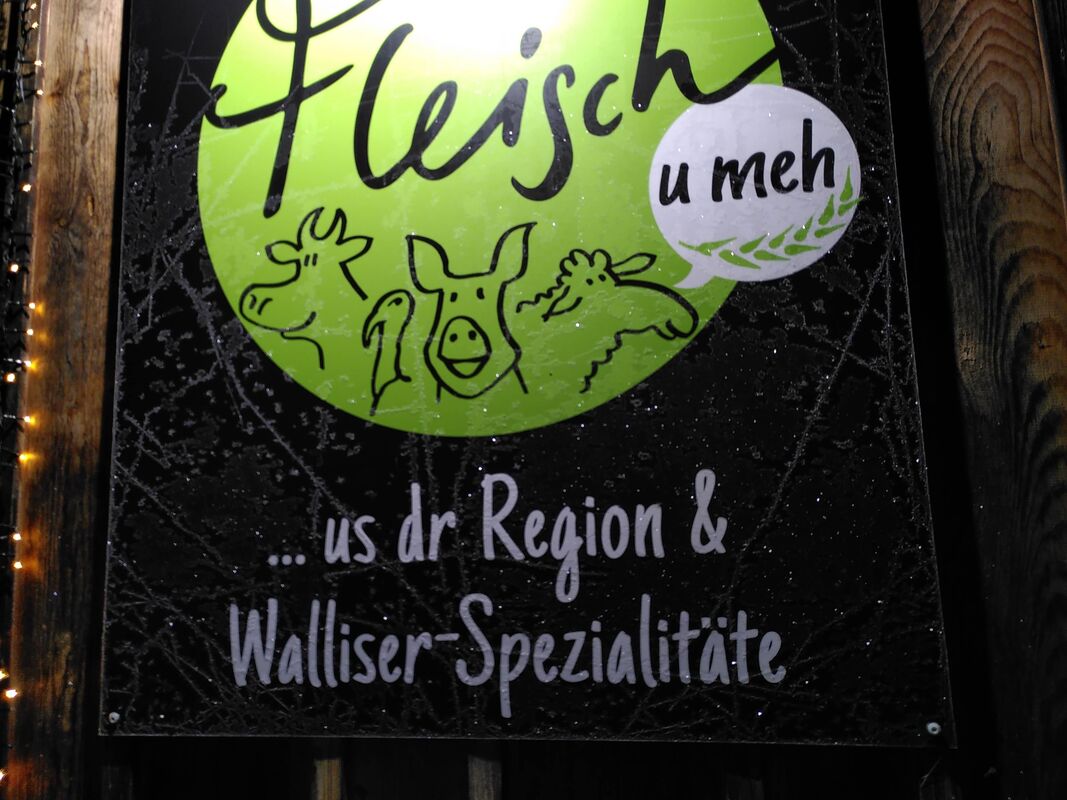 Fleisch
u meh
... us dr Region &
Walliser-Spezialitäte